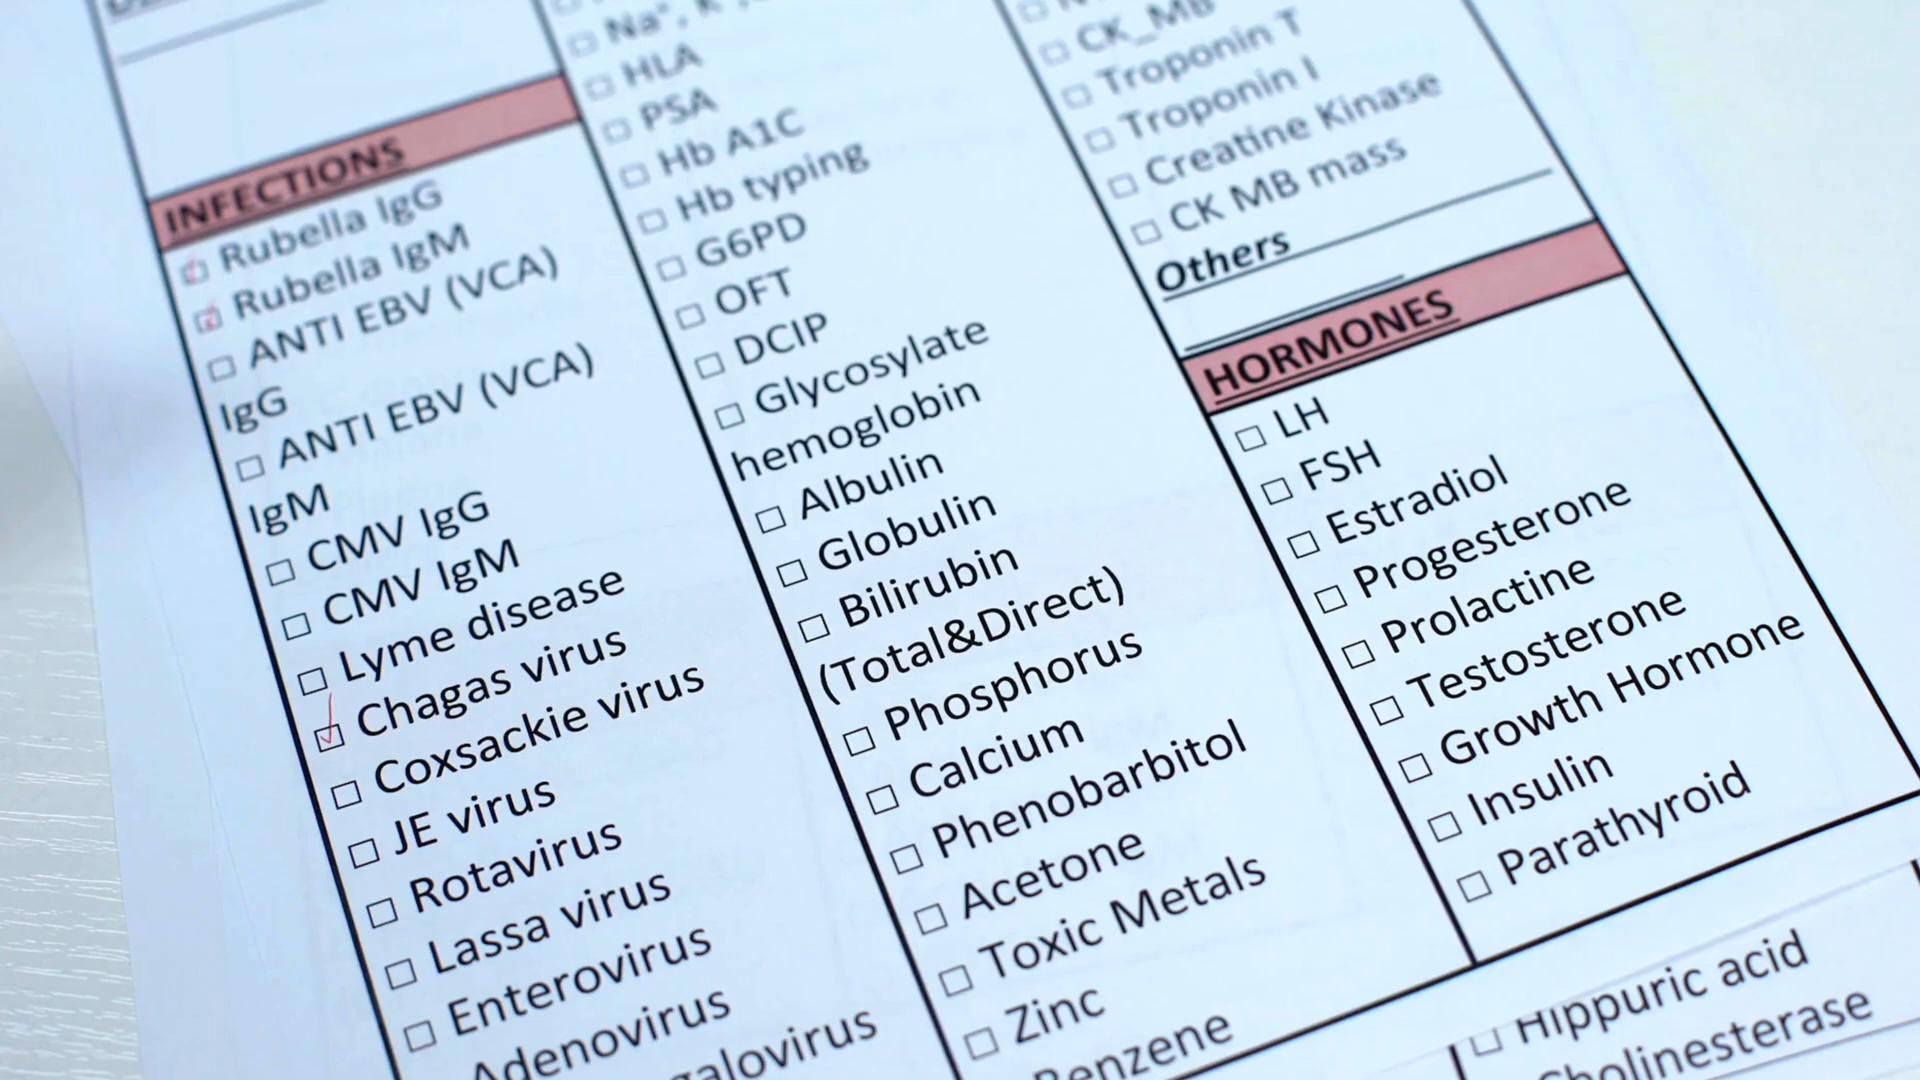 INFECTIONS
Rubella IgG
Rubella IgM
ANTI EBV (VCA)
IgG
ANTI EBV (VCA)
IgM
CMV IgG
CMV IgM
Lyme disease
Chagas virus
Coxsackie virus
JE virus
Rotavirus
Lassa virus
Enterovirus
Adenovirus
galovirus
Na⁺, K⁺,
HLA
PSA
Hb A1C
Hb typing
G6PD
OFT
DCIP
Glycosylate
hemoglobin
Albulin
Globulin
Bilirubin
(Total&Direct)
Phosphorus
Calcium
Phenobarbitol
Acetone
Toxic Metals
Zinc
Benzene
CK_MB
Troponin T
Troponin I
Creatine Kinase
CK MB mass
Others
HORMONES
LH
FSH
Estradiol
Progesterone
Prolactine
Testosterone
Growth Hormone
Insulin
Parathyroid
Hippuric acid
Cholinesterase